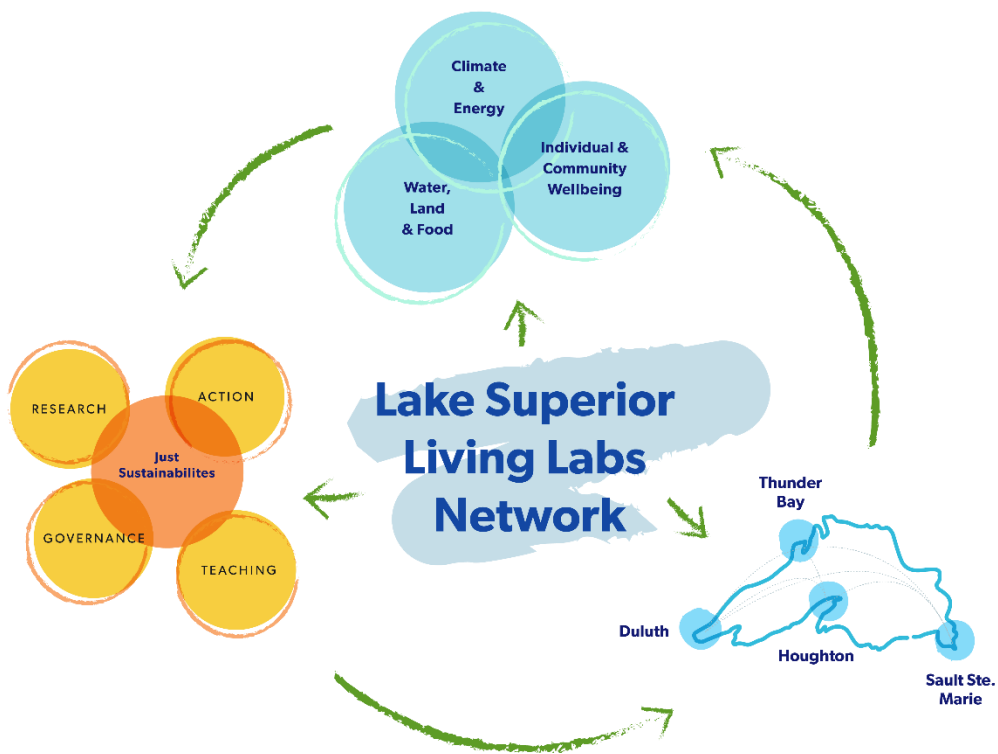 Climate
&
Energy
Individual &
Community
Wellbeing
Water,
Land
& Food
RESEARCH
ACTION
Just
Sustainabilites
GOVERNANCE
TEACHING
Lake Superior
Living Labs
Network
Thunder
Bay
Duluth
Houghton
Sault Ste.
Marie